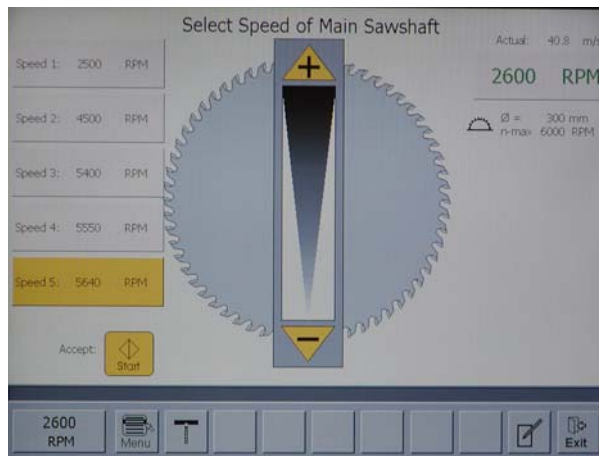 Select Speed of Main Sawshaft
Actual: 40.8 m/s
2600 RPM
Ø = 300 mm
n-max 6000 RPM
Speed 1: 2500 RPM
Speed 2: 4500 RPM
Speed 3: 5400 RPM
Speed 4: 5550 RPM
Speed 5: 5640 RPM
+
−
Accept:
Start
2600
RPM
Menu
Exit